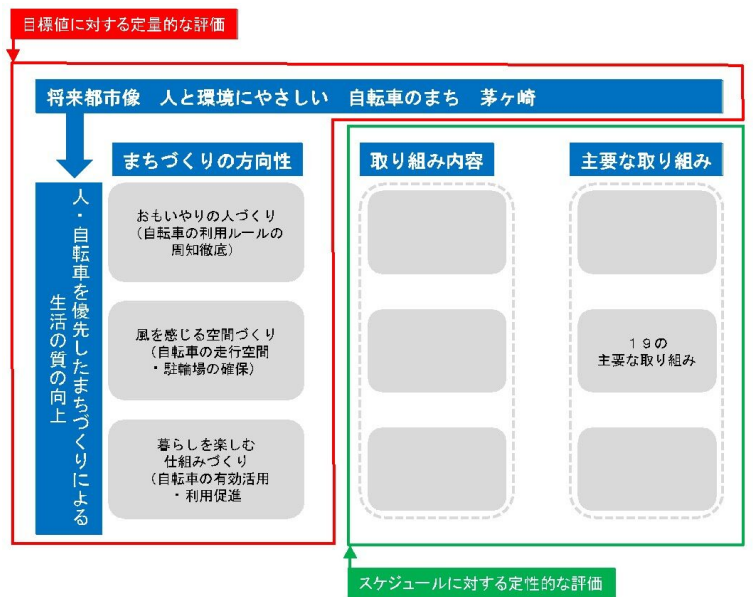 目標値に対する定量的な評価
将来都市像　人と環境にやさしい　自転車のまち　茅ヶ崎
人・自転車を優先したまちづくりによる
生活の質の向上
まちづくりの方向性
おもいやりの人づくり
（自転車の利用ルールの
周知徹底）
風を感じる空間づくり
（自転車の走行空間
・駐輪場の確保）
暮らしを楽しむ
仕組みづくり
（自転車の有効活用
・利用促進
取り組み内容
主要な取り組み
１９の
主要な取り組み
スケジュールに対する定性的な評価